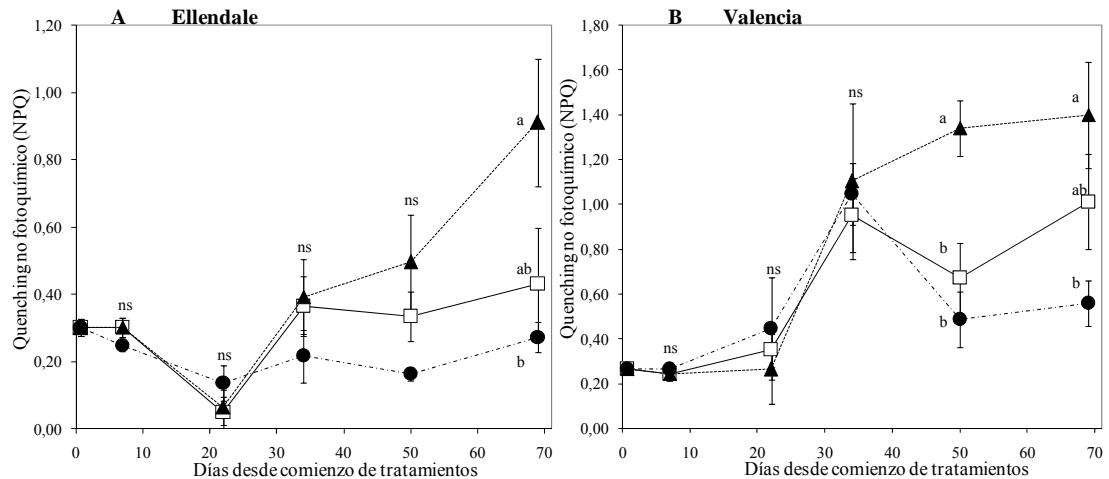 A Ellendale
Quenching no fotoquímico (NPQ)
1,20
1,00
0,80
0,60
0,40
0,20
0,00
ns
ns
ns
ns
a
ab
b
0 10 20 30 40 50 60 70
Días desde comienzo de tratamientos
B Valencia
Quenching no fotoquímico (NPQ)
1,80
1,60
1,40
1,20
1,00
0,80
0,60
0,40
0,20
0,00
ns
ns
ns
a
b
b
a
ab
b
0 10 20 30 40 50 60 70
Días desde comienzo de tratamientos